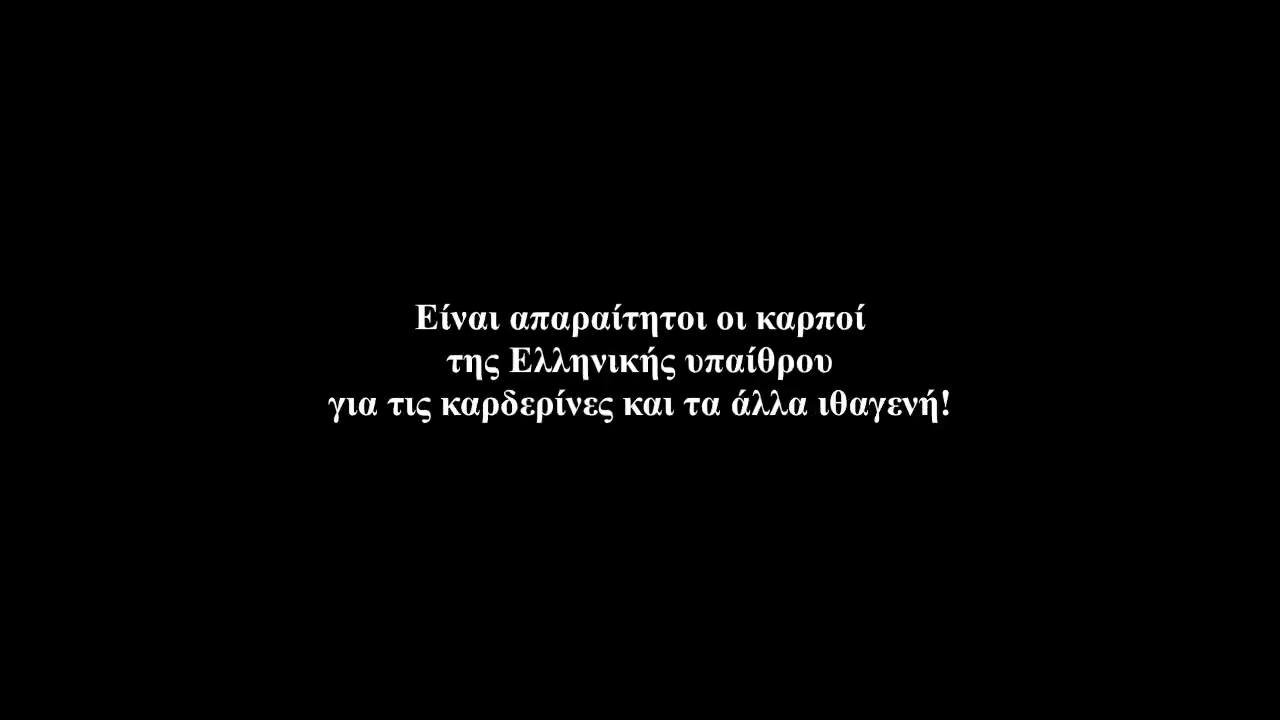 Είναι απαραίτητοι οι καρποί
της Ελληνικής υπαίθρου
για τις καρδερίνες και τα άλλα ιθαγενή!